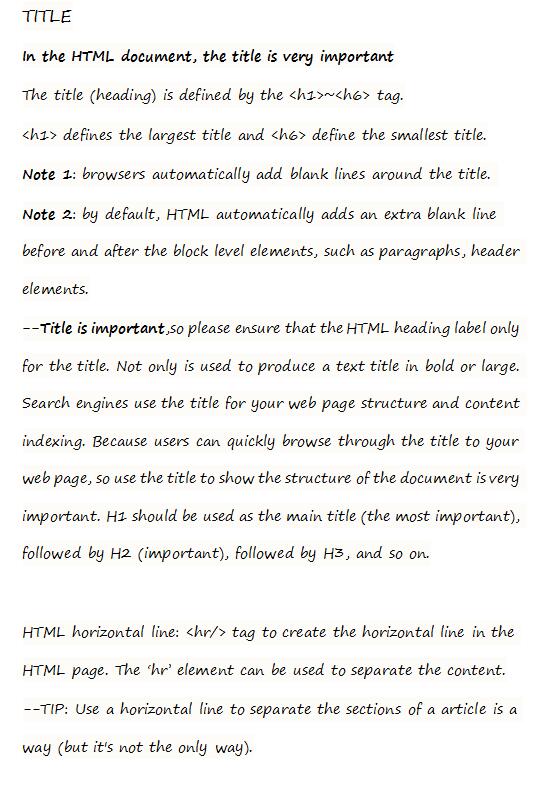 TITLE
In the HTML document, the title is very important
The title (heading) is defined by the <h1>~<h6> tag.
<h1> defines the largest title and <h6> define the smallest title.
Note 1: browsers automatically add blank lines around the title.
Note 2: by default, HTML automatically adds an extra blank line
before and after the block level elements, such as paragraphs, header
elements.
--Title is important,so please ensure that the HTML heading label only
for the title. Not only is used to produce a text title in bold or large.
Search engines use the title for your web page structure and content
indexing. Because users can quickly browse through the title to your
web page, so use the title to show the structure of the document is very
important. H1 should be used as the main title (the most important),
followed by H2 (important), followed by H3, and so on.
HTML horizontal line: <hr/> tag to create the horizontal line in the
HTML page. The ‘hr’ element can be used to separate the content.
--TIP: Use a horizontal line to separate the sections of a article is a
way (but it's not the only way).